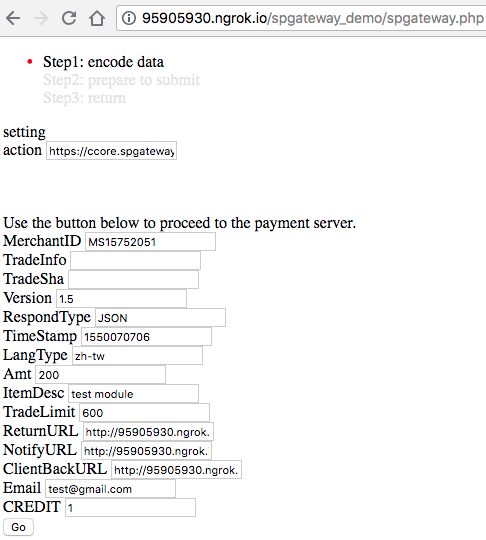 95905930.ngrok.io/spgateway_demo/spgateway.php
Step1: encode data
Step2: prepare to submit
Step3: return
setting
action https://ccore.spgateway
Use the button below to proceed to the payment server.
MerchantID MS15752051
TradeInfo
TradeSha
Version 1.5
RespondType JSON
TimeStamp 1550070706
LangType zh-tw
Amt 200
ItemDesc test module
TradeLimit 600
ReturnURL http://95905930.ngrok.
NotifyURL http://95905930.ngrok.
ClientBackURL http://95905930.ngrok.
Email test@gmail.com
CREDIT 1
Go